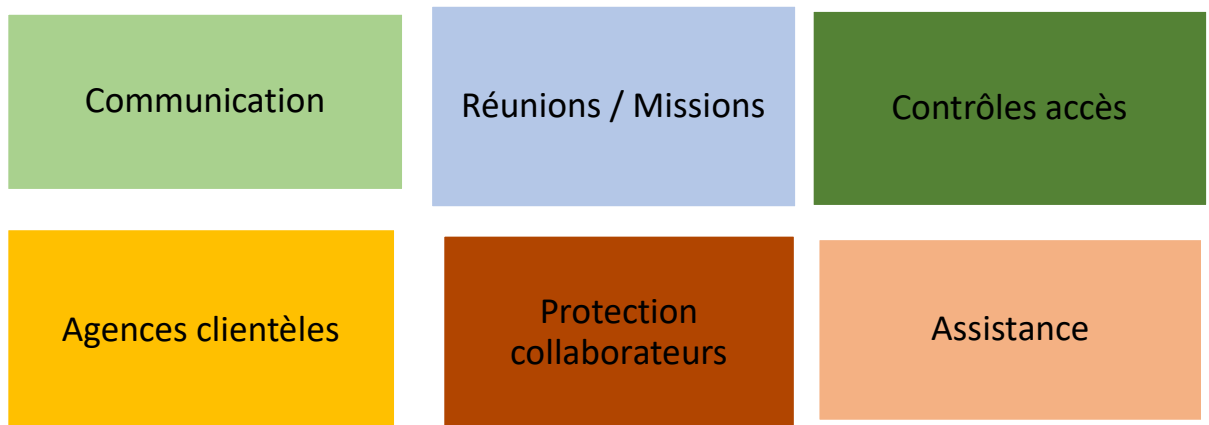 Communication
Réunions / Missions
Contrôles accès
Agences clientèles
Protection
collaborateurs
Assistance